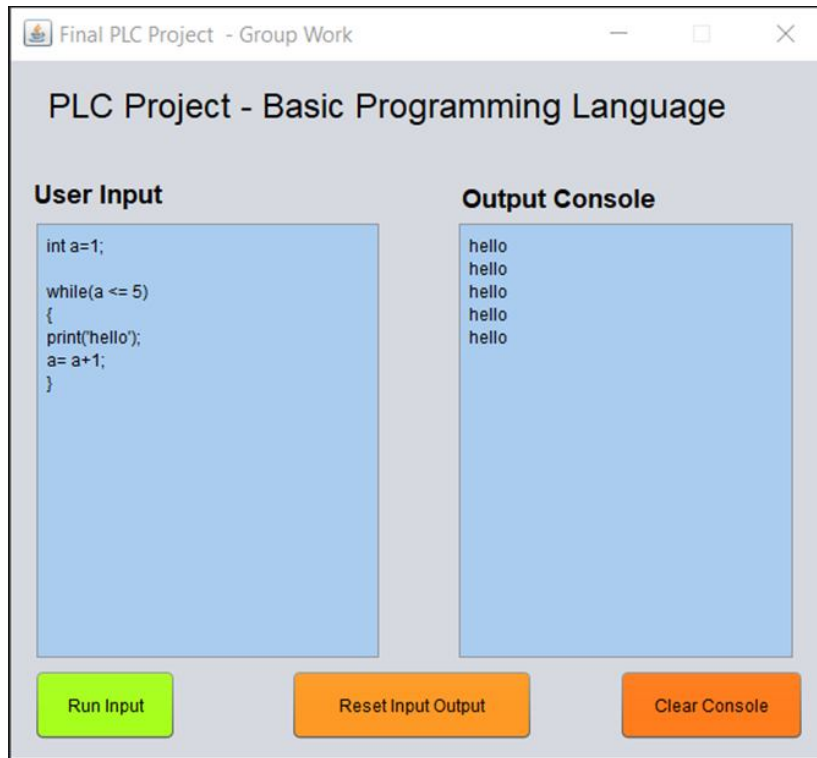 Final PLC Project - Group Work
PLC Project - Basic Programming Language
User Input
int a=1;
while(a <= 5)
{
print('hello');
a= a+1;
}
Output Console
hello
hello
hello
hello
hello
Run Input
Reset Input Output
Clear Console